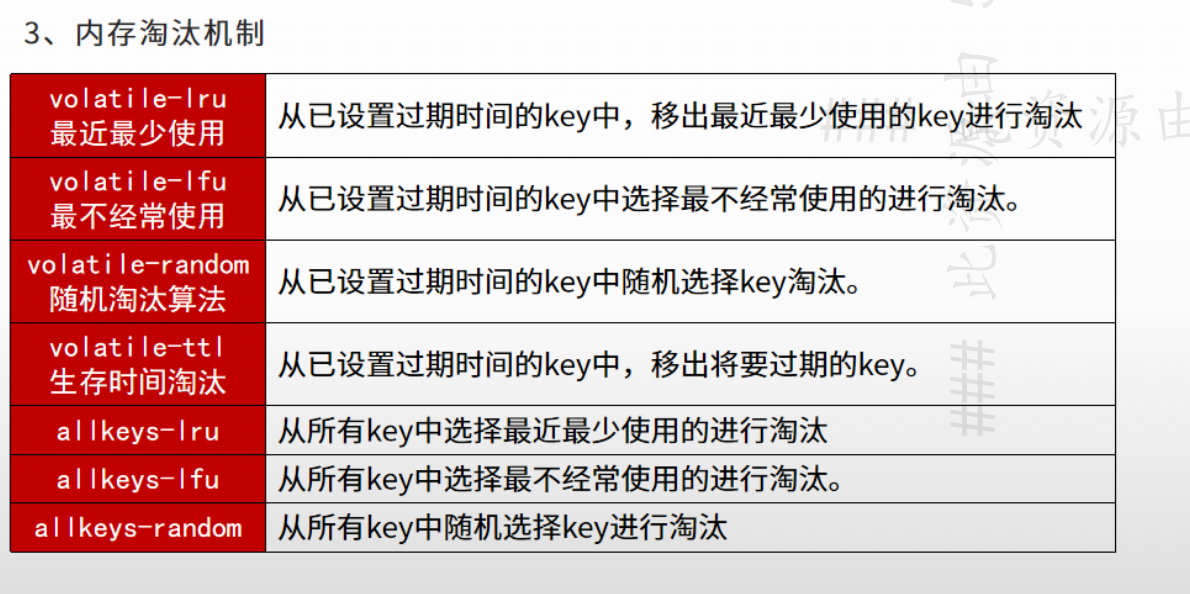 3、内存淘汰机制
volatile-lru
最近最少使用
从已设置过期时间的key中，移出最近最少使用的key进行淘汰
volatile-lfu
最不经常使用
从已设置过期时间的key中选择最不经常使用的进行淘汰。
volatile-random
随机淘汰算法
从已设置过期时间的key中随机选择key淘汰。
volatile-ttl
生存时间淘汰
从已设置过期时间的key中，移出将要过期的key。
allkeys-lru
从所有key中选择最近最少使用的进行淘汰
allkeys-lfu
从所有key中选择最不经常使用的进行淘汰。
allkeys-random
从所有key中随机选择key进行淘汰
### 此资源由
### 此资源由